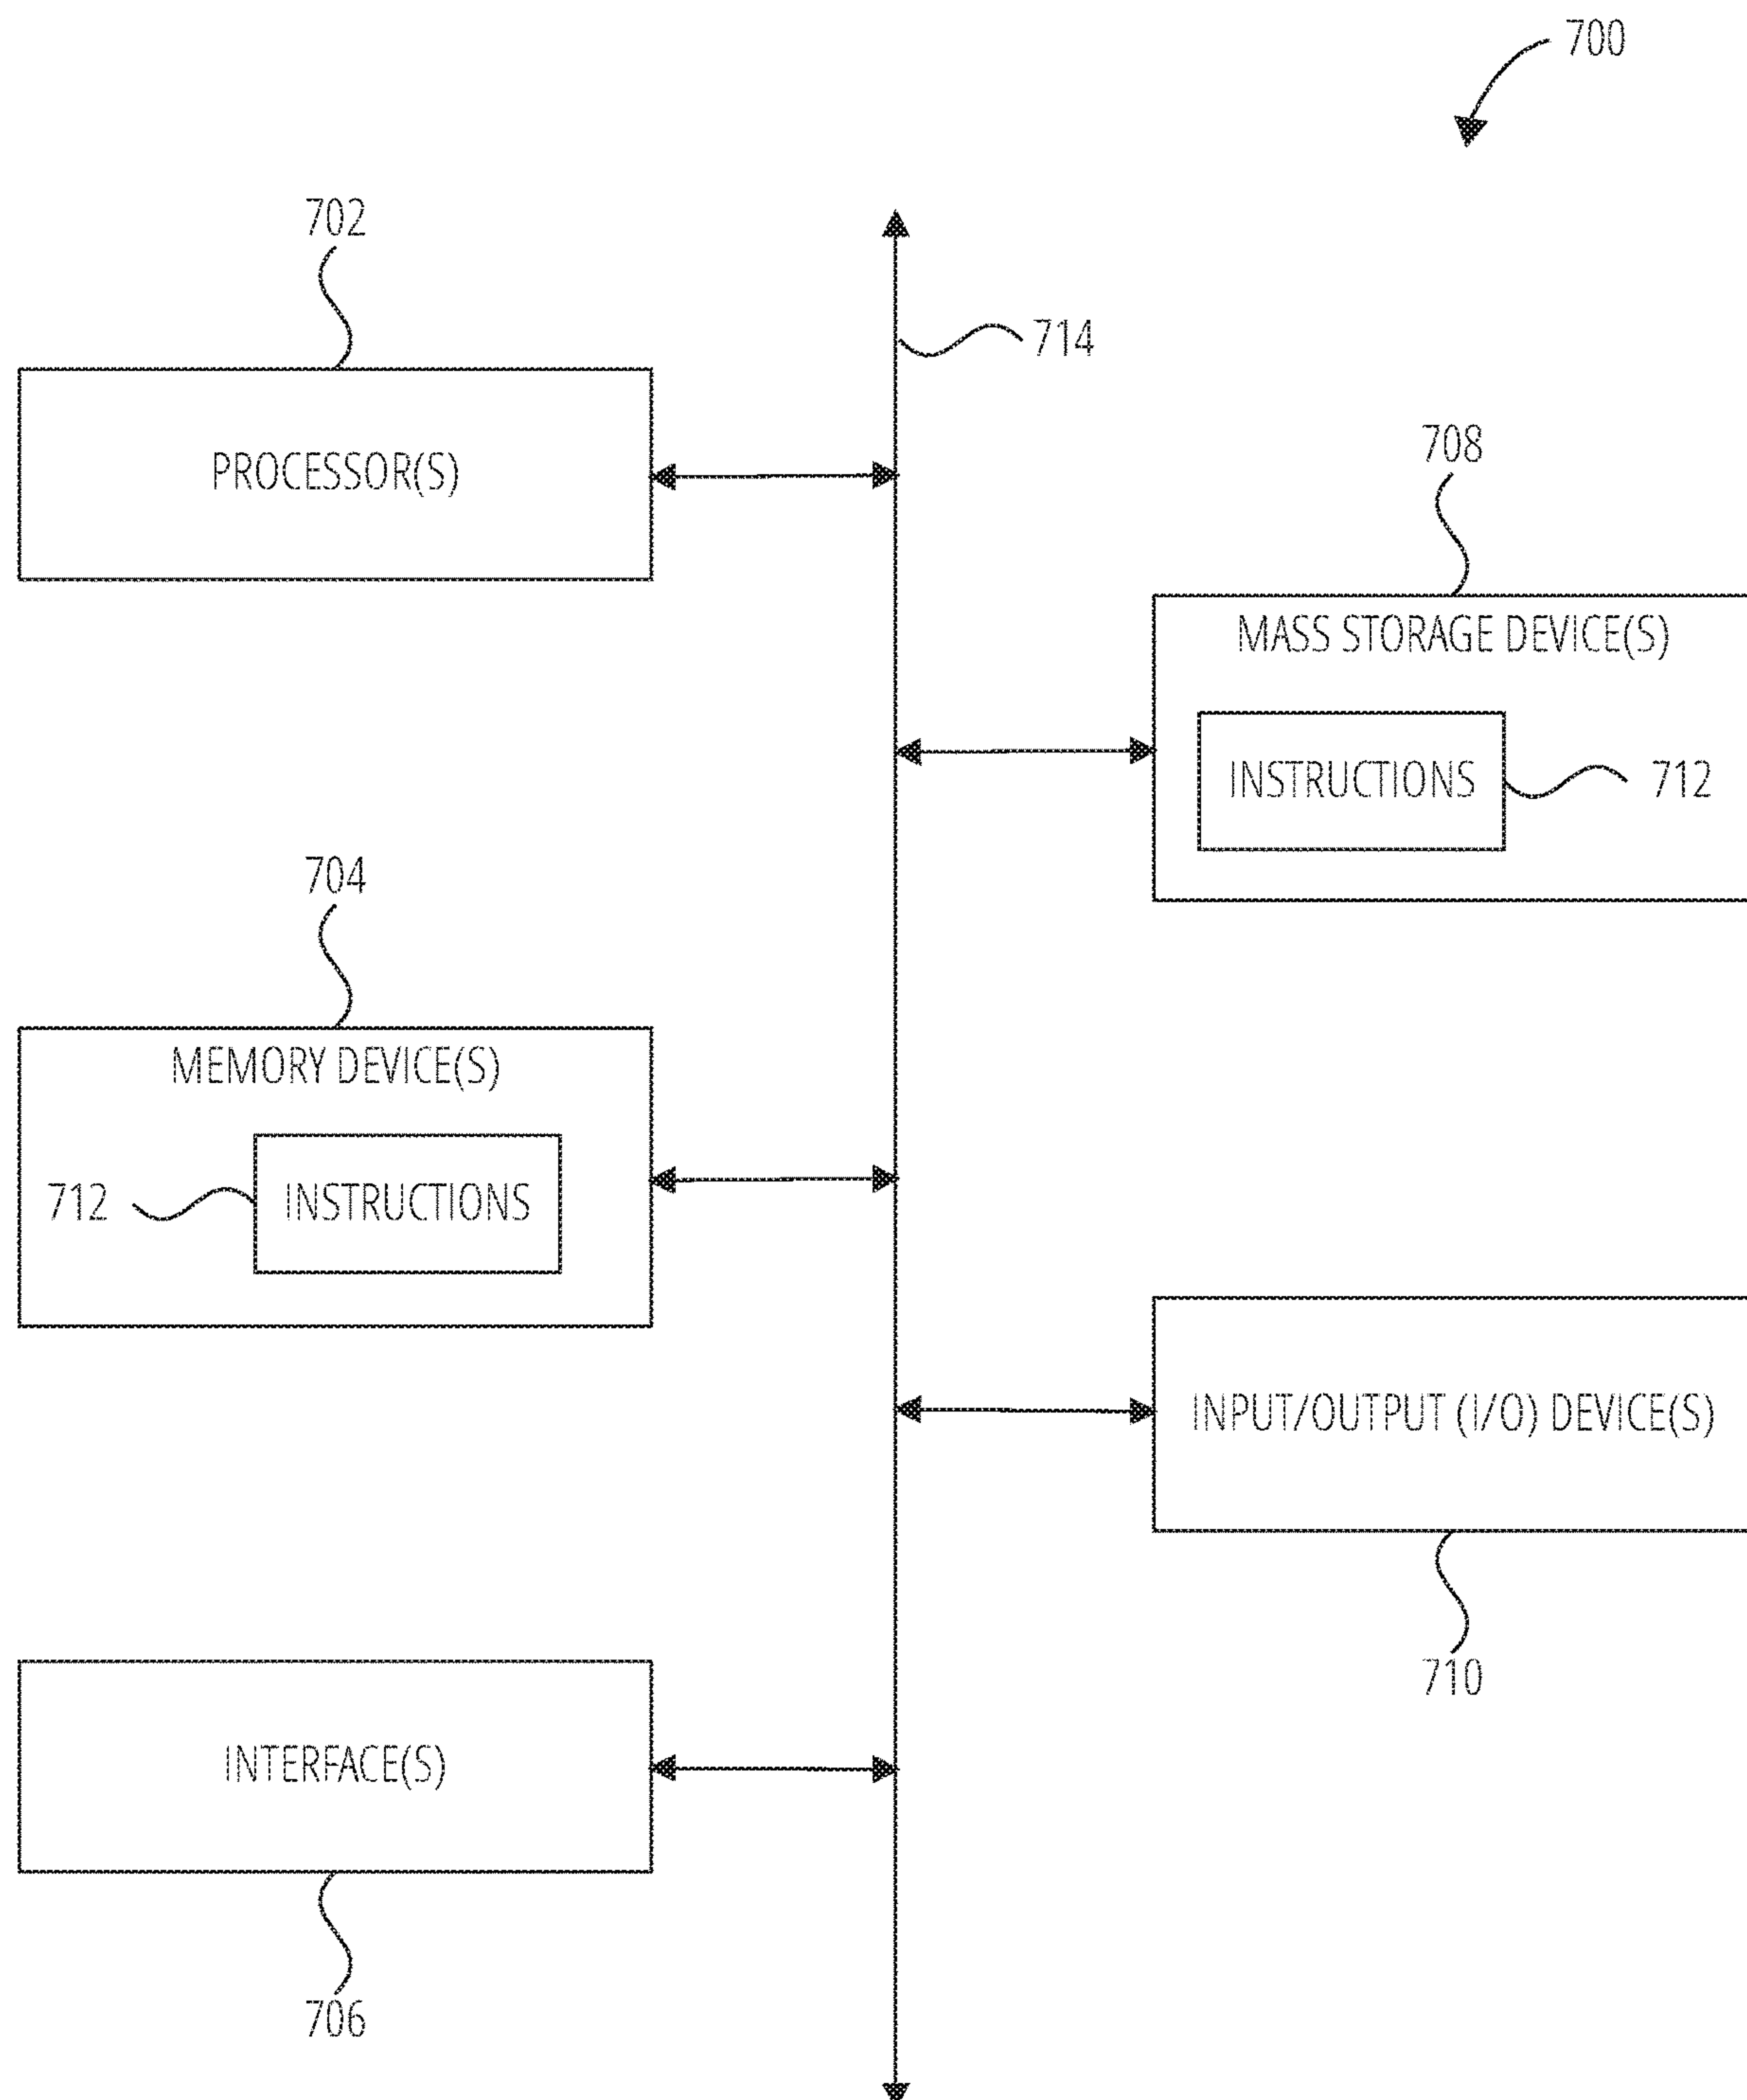 700
702
714
PROCESSOR(S)
708
MASS STORAGE DEVICE(S)
INSTRUCTIONS 712
704
MEMORY DEVICE(S)
712 INSTRUCTIONS
INPUT/OUTPUT (I/O) DEVICE(S)
710
INTERFACE(S)
706